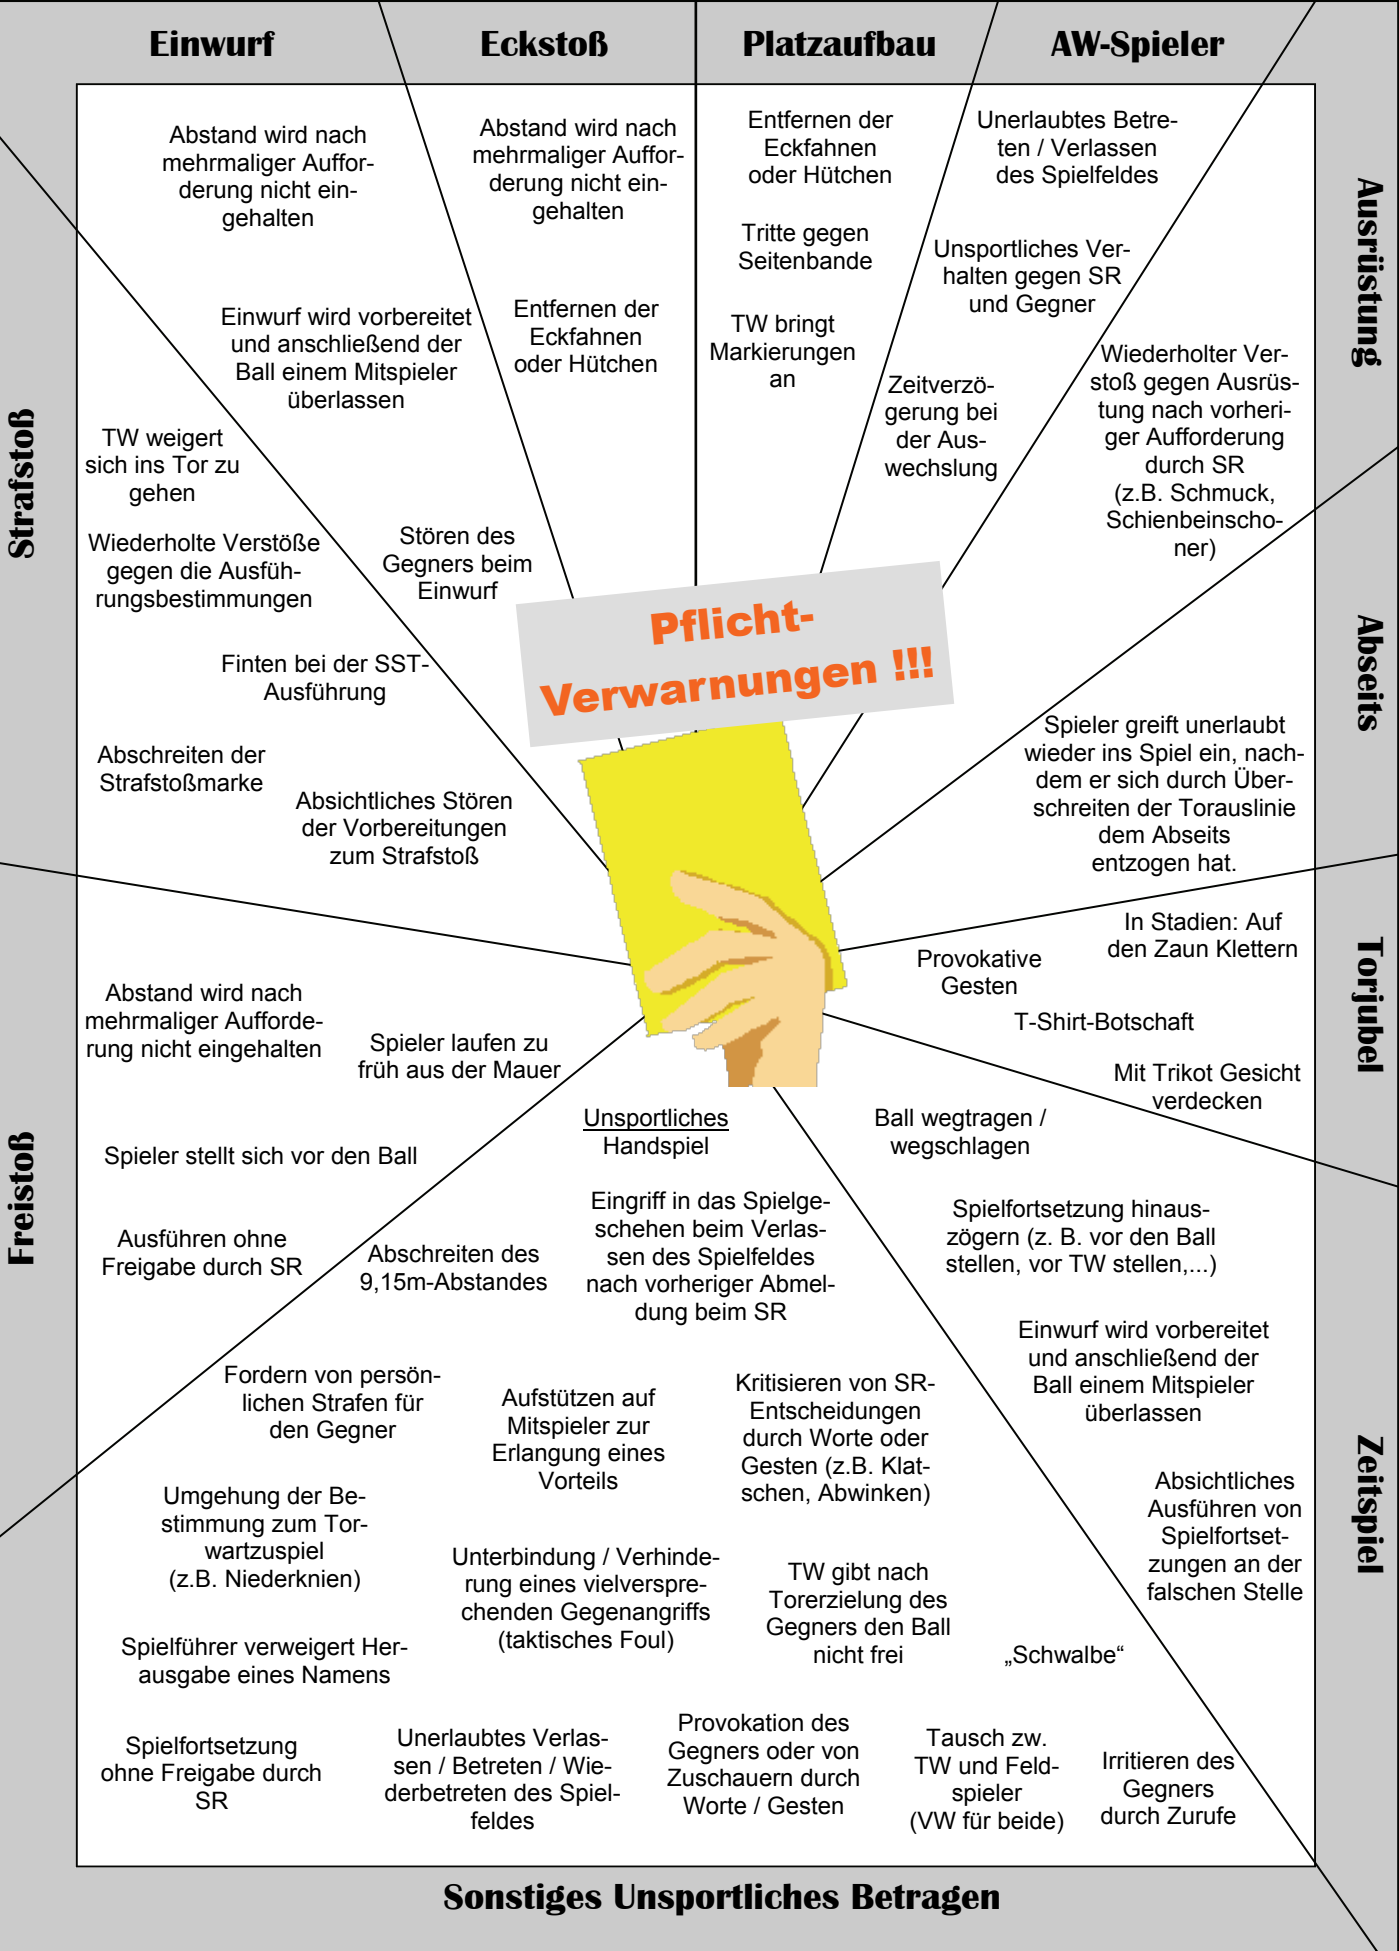 Einwurf
Eckstoß
Platzaufbau
AW-Spieler
Abstand wird nach
mehrmaliger Auffor-
derung nicht ein-
gehalten
Einwurf wird vorbereitet
und anschließend der
Ball einem Mitspieler
überlassen
Stören des
Gegners beim
Einwurf
Abstand wird nach
mehrmaliger Auffor-
derung nicht ein-
gehalten
Entfernen der
Eckfahnen
oder Hütchen
Entfernen der
Eckfahnen
oder Hütchen
Tritte gegen
Seitenbande
TW bringt
Markierungen
an
Unerlaubtes Betre-
ten / Verlassen
des Spielfeldes
Unsportliches Ver-
halten gegen SR
und Gegner
Zeitverzö-
gerung bei
der Aus-
wechslung
Ausrüstung
Wiederholter Ver-
stoß gegen Ausrüs-
tung nach vorheri-
ger Aufforderung
durch SR
(z.B. Schmuck,
Schienbeinscho-
ner)
Strafstoß
TW weigert
sich ins Tor zu
gehen
Wiederholte Verstöße
gegen die Ausfüh-
rungsbestimmungen
Finten bei der SST-
Ausführung
Abschreiten der
Strafstoßmarke
Absichtliches Stören
der Vorbereitungen
zum Strafstoß
Pflicht-
Verwarnungen !!!
Abseits
Spieler greift unerlaubt
wieder ins Spiel ein, nach-
dem er sich durch Über-
schreiten der Torauslinie
dem Abseits
entzogen hat.
Torjubel
In Stadien: Auf
den Zaun Klettern
Provokative
Gesten
T-Shirt-Botschaft
Mit Trikot Gesicht
verdecken
Freistoß
Abstand wird nach
mehrmaliger Aufforde-
rung nicht eingehalten
Spieler laufen zu
früh aus der Mauer
Spieler stellt sich vor den Ball
Ausführen ohne
Freigabe durch SR
Abschreiten des
9,15m-Abstandes
Unsportliches
Handspiel
Eingriff in das Spielge-
schehen beim Verlas-
sen des Spielfeldes
nach vorheriger Abmel-
dung beim SR
Fordern von persön-
lichen Strafen für
den Gegner
Aufstützen auf
Mitspieler zur
Erlangung eines
Vorteils
Kritisieren von SR-
Entscheidungen
durch Worte oder
Gesten (z.B. Klat-
schen, Abwinken)
Umgehung der Be-
stimmung zum Tor-
wartzuspiel
(z.B. Niederknien)
Unterbindung / Verhinde-
rung eines vielverspre-
chenden Gegenangriffs
(taktisches Foul)
TW gibt nach
Torerzielung des
Gegners den Ball
nicht frei
„Schwalbe“
Spielführer verweigert Her-
ausgabe eines Namens
Spielfortsetzung
ohne Freigabe durch
SR
Unerlaubtes Verlas-
sen / Betreten / Wie-
derbetreten des Spiel-
feldes
Provokation des
Gegners oder von
Zuschauern durch
Worte / Gesten
Tausch zw.
TW und Feld-
spieler
(VW für beide)
Irritieren des
Gegners
durch Zurufe
Zeitspiel
Ball wegtragen /
wegschlagen
Spielfortsetzung hinaus-
zögern (z. B. vor den Ball
stellen, vor TW stellen,...)
Einwurf wird vorbereitet
und anschließend der
Ball einem Mitspieler
überlassen
Absichtliches
Ausführen von
Spielfortset-
zungen an der
falschen Stelle
Sonstiges Unsportliches Betragen